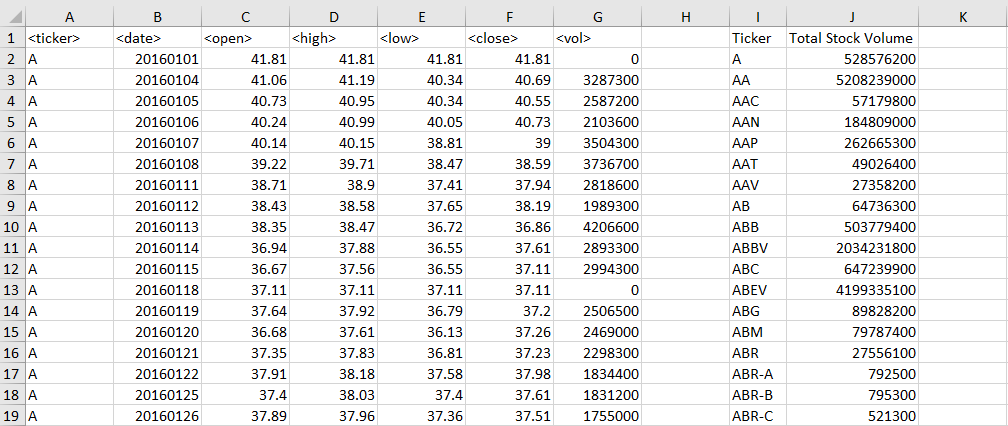 A B C D E F G H I J K
1 <ticker> <date> <open> <high> <low> <close> <vol> Ticker Total Stock Volume
2 A 20160101 41.81 41.81 41.81 41.81 0 A 528576200
3 A 20160104 41.06 41.19 40.34 40.69 3287300 AA 5208239000
4 A 20160105 40.73 40.95 40.34 40.55 2587200 AAC 57179800
5 A 20160106 40.24 40.99 40.05 40.73 2103600 AAN 184809000
6 A 20160107 40.14 40.15 38.81 39 3504300 AAP 262665300
7 A 20160108 39.22 39.71 38.47 38.59 3736700 AAT 49026400
8 A 20160111 38.71 38.9 37.41 37.94 2818600 AAV 27358200
9 A 20160112 38.43 38.58 37.65 38.19 1989300 AB 64736300
10 A 20160113 38.35 38.47 36.72 36.86 4206600 ABB 503779400
11 A 20160114 36.94 37.88 36.55 37.61 2893300 ABBV 2034231800
12 A 20160115 36.67 37.56 36.55 37.11 2994300 ABC 647239900
13 A 20160118 37.11 37.11 37.11 37.11 0 ABEV 4199335100
14 A 20160119 37.64 37.92 36.79 37.2 2506500 ABG 89828200
15 A 20160120 36.68 37.61 36.13 37.26 2469000 ABM 79787400
16 A 20160121 37.35 37.83 36.81 37.23 2298300 ABR 27556100
17 A 20160122 37.91 38.18 37.58 37.98 1834400 ABR-A 792500
18 A 20160125 37.4 38.03 37.4 37.61 1831200 ABR-B 795300
19 A 20160126 37.89 37.96 37.36 37.51 1755000 ABR-C 521300